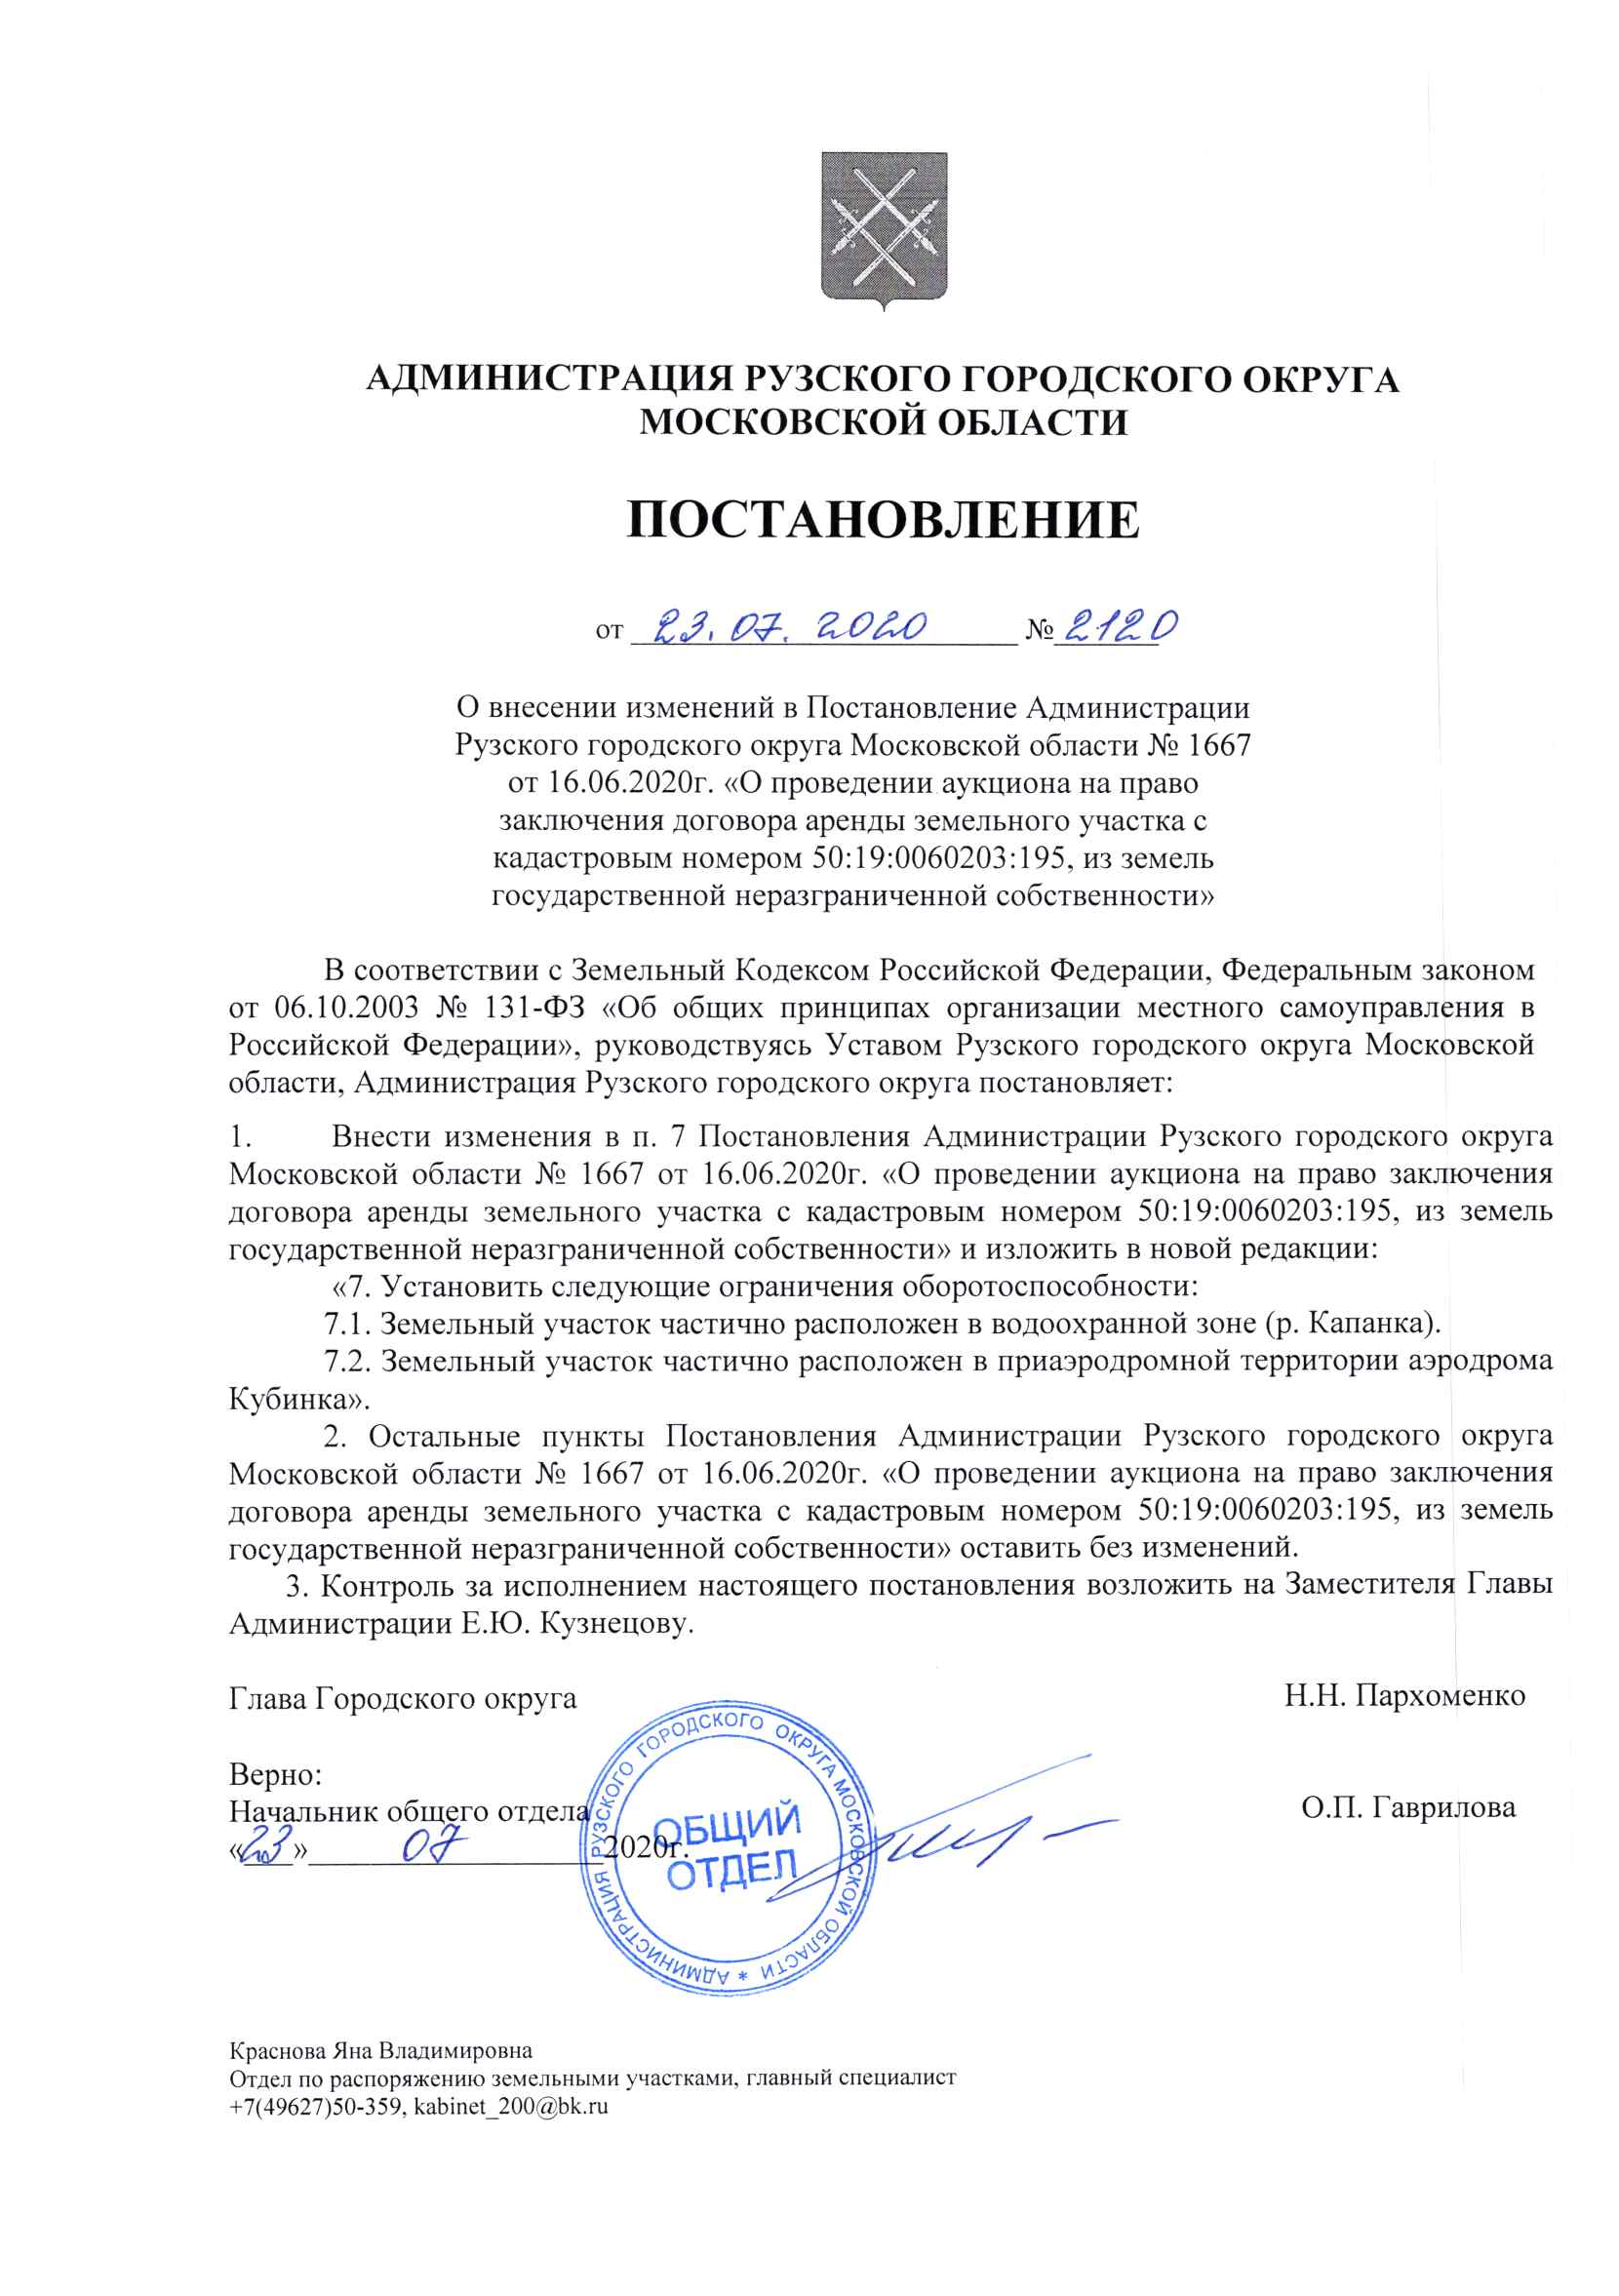 АДМИНИСТРАЦИЯ РУЗСКОГО ГОРОДСКОГО ОКРУГА
МОСКОВСКОЙ ОБЛАСТИ
ПОСТАНОВЛЕНИЕ
от 23.07.2020 № 2120
О внесении изменений в Постановление Администрации
Рузского городского округа Московской области № 1667
от 16.06.2020г. «О проведении аукциона на право
заключения договора аренды земельного участка с
кадастровым номером 50:19:0060203:195, из земель
государственной неразграниченной собственности»
В соответствии с Земельный Кодексом Российской Федерации, Федеральным законом
от 06.10.2003 № 131-ФЗ «Об общих принципах организации местного самоуправления в
Российской Федерации», руководствуясь Уставом Рузского городского округа Московской
области, Администрация Рузского городского округа постановляет:
1. Внести изменения в п. 7 Постановления Администрации Рузского городского округа
Московской области № 1667 от 16.06.2020г. «О проведении аукциона на право заключения
договора аренды земельного участка с кадастровым номером 50:19:0060203:195, из земель
государственной неразграниченной собственности» и изложить в новой редакции:
«7. Установить следующие ограничения оборотоспособности:
7.1. Земельный участок частично расположен в водоохранной зоне (р. Капанка).
7.2. Земельный участок частично расположен в приаэродромной территории аэродрома
Кубинка».
2. Остальные пункты Постановления Администрации Рузского городского округа
Московской области № 1667 от 16.06.2020г. «О проведении аукциона на право заключения
договора аренды земельного участка с кадастровым номером 50:19:0060203:195, из земель
государственной неразграниченной собственности» оставить без изменений.
3. Контроль за исполнением настоящего постановления возложить на Заместителя Главы
Администрации Е.Ю. Кузнецову.
Глава Городского округа Н.Н. Пархоменко
Верно:
Начальник общего отдела О.П. Гаврилова
«23» 07 2020г.
АДМИНИСТРАЦИЯ РУЗСКОГО ГОРОДСКОГО ОКРУГА МОСКОВСКОЙ ОБЛАСТИ *
ОБЩИЙ
ОТДЕЛ
Краснова Яна Владимировна
Отдел по распоряжению земельными участками, главный специалист
+7(49627)50-359, kabinet_200@bk.ru